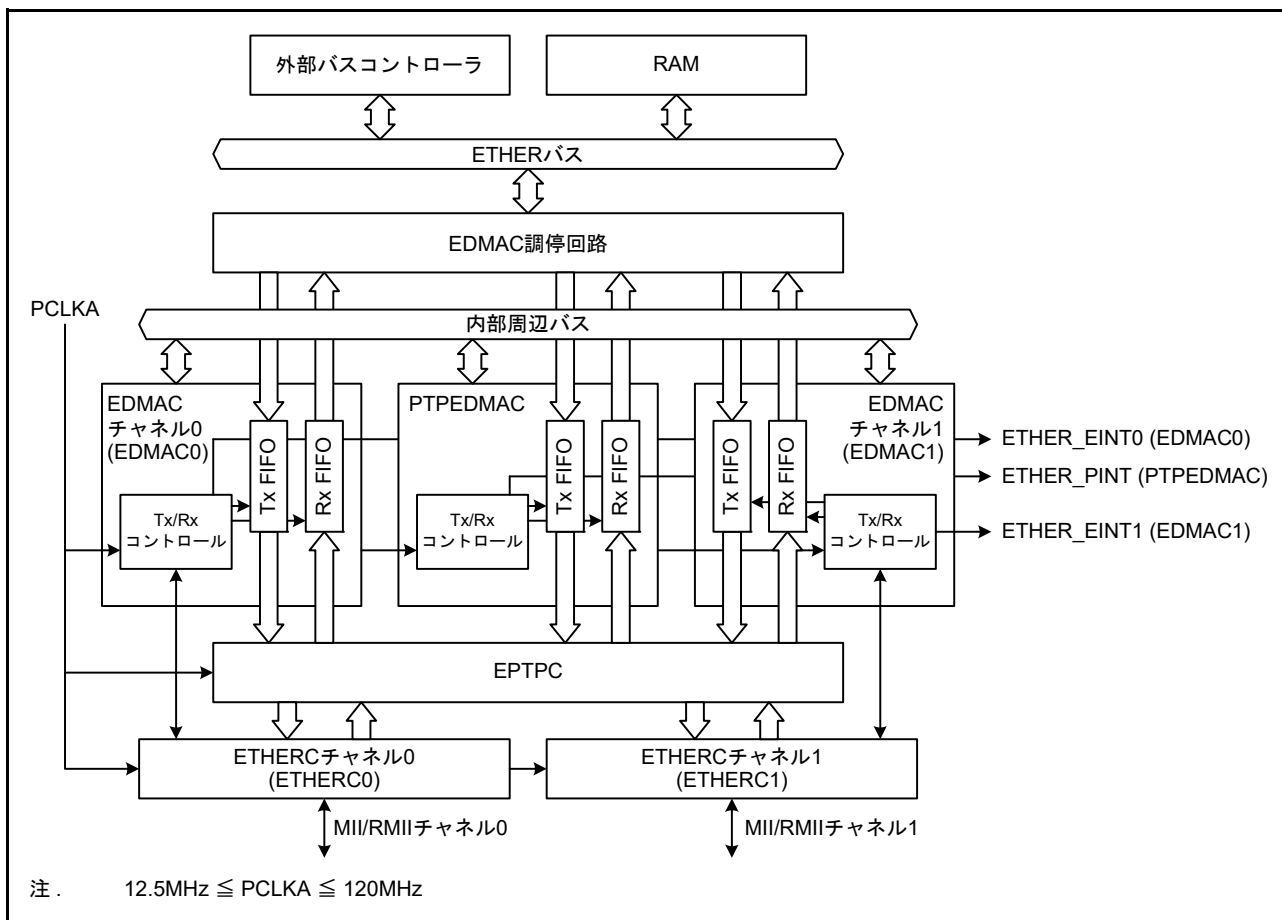 外部バスコントローラ
RAM
ETHERバス
EDMAC調停回路
PCLKA
内部周辺バス
EDMAC
チャネル0
(EDMAC0)
Tx FIFO
Rx FIFO
Tx/Rx
コントロール
PTPEDMAC
Tx FIFO
Rx FIFO
Tx/Rx
コントロール
EDMAC
チャネル1
(EDMAC1)
Tx FIFO
Rx FIFO
Tx/Rx
コントロール
ETHER_EINT0 (EDMAC0)
ETHER_PINT (PTPEDMAC)
ETHER_EINT1 (EDMAC1)
EPTPC
ETHERCチャネル0
(ETHERC0)
ETHERCチャネル1
(ETHERC1)
MII/RMIIチャネル0
MII/RMIIチャネル1
注 . 12.5MHz ≦ PCLKA ≦ 120MHz